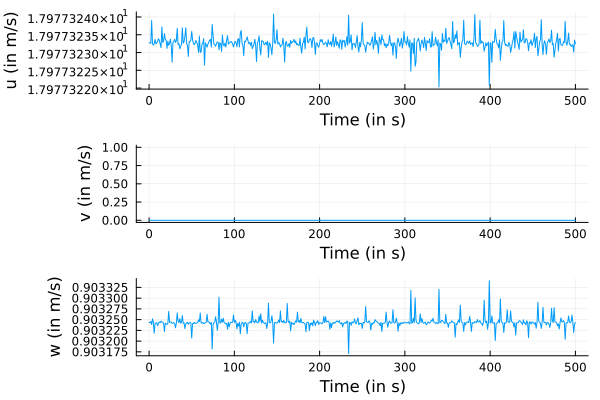 u (in m/s)
1.79773240×10¹
1.79773235×10¹
1.79773230×10¹
1.79773225×10¹
1.79773220×10¹
0 100 200 300 400 500
Time (in s)
v (in m/s)
1.00
0.75
0.50
0.25
0.00
0 100 200 300 400 500
Time (in s)
w (in m/s)
0.903325
0.903300
0.903275
0.903250
0.903225
0.903200
0.903175
0 100 200 300 400 500
Time (in s)